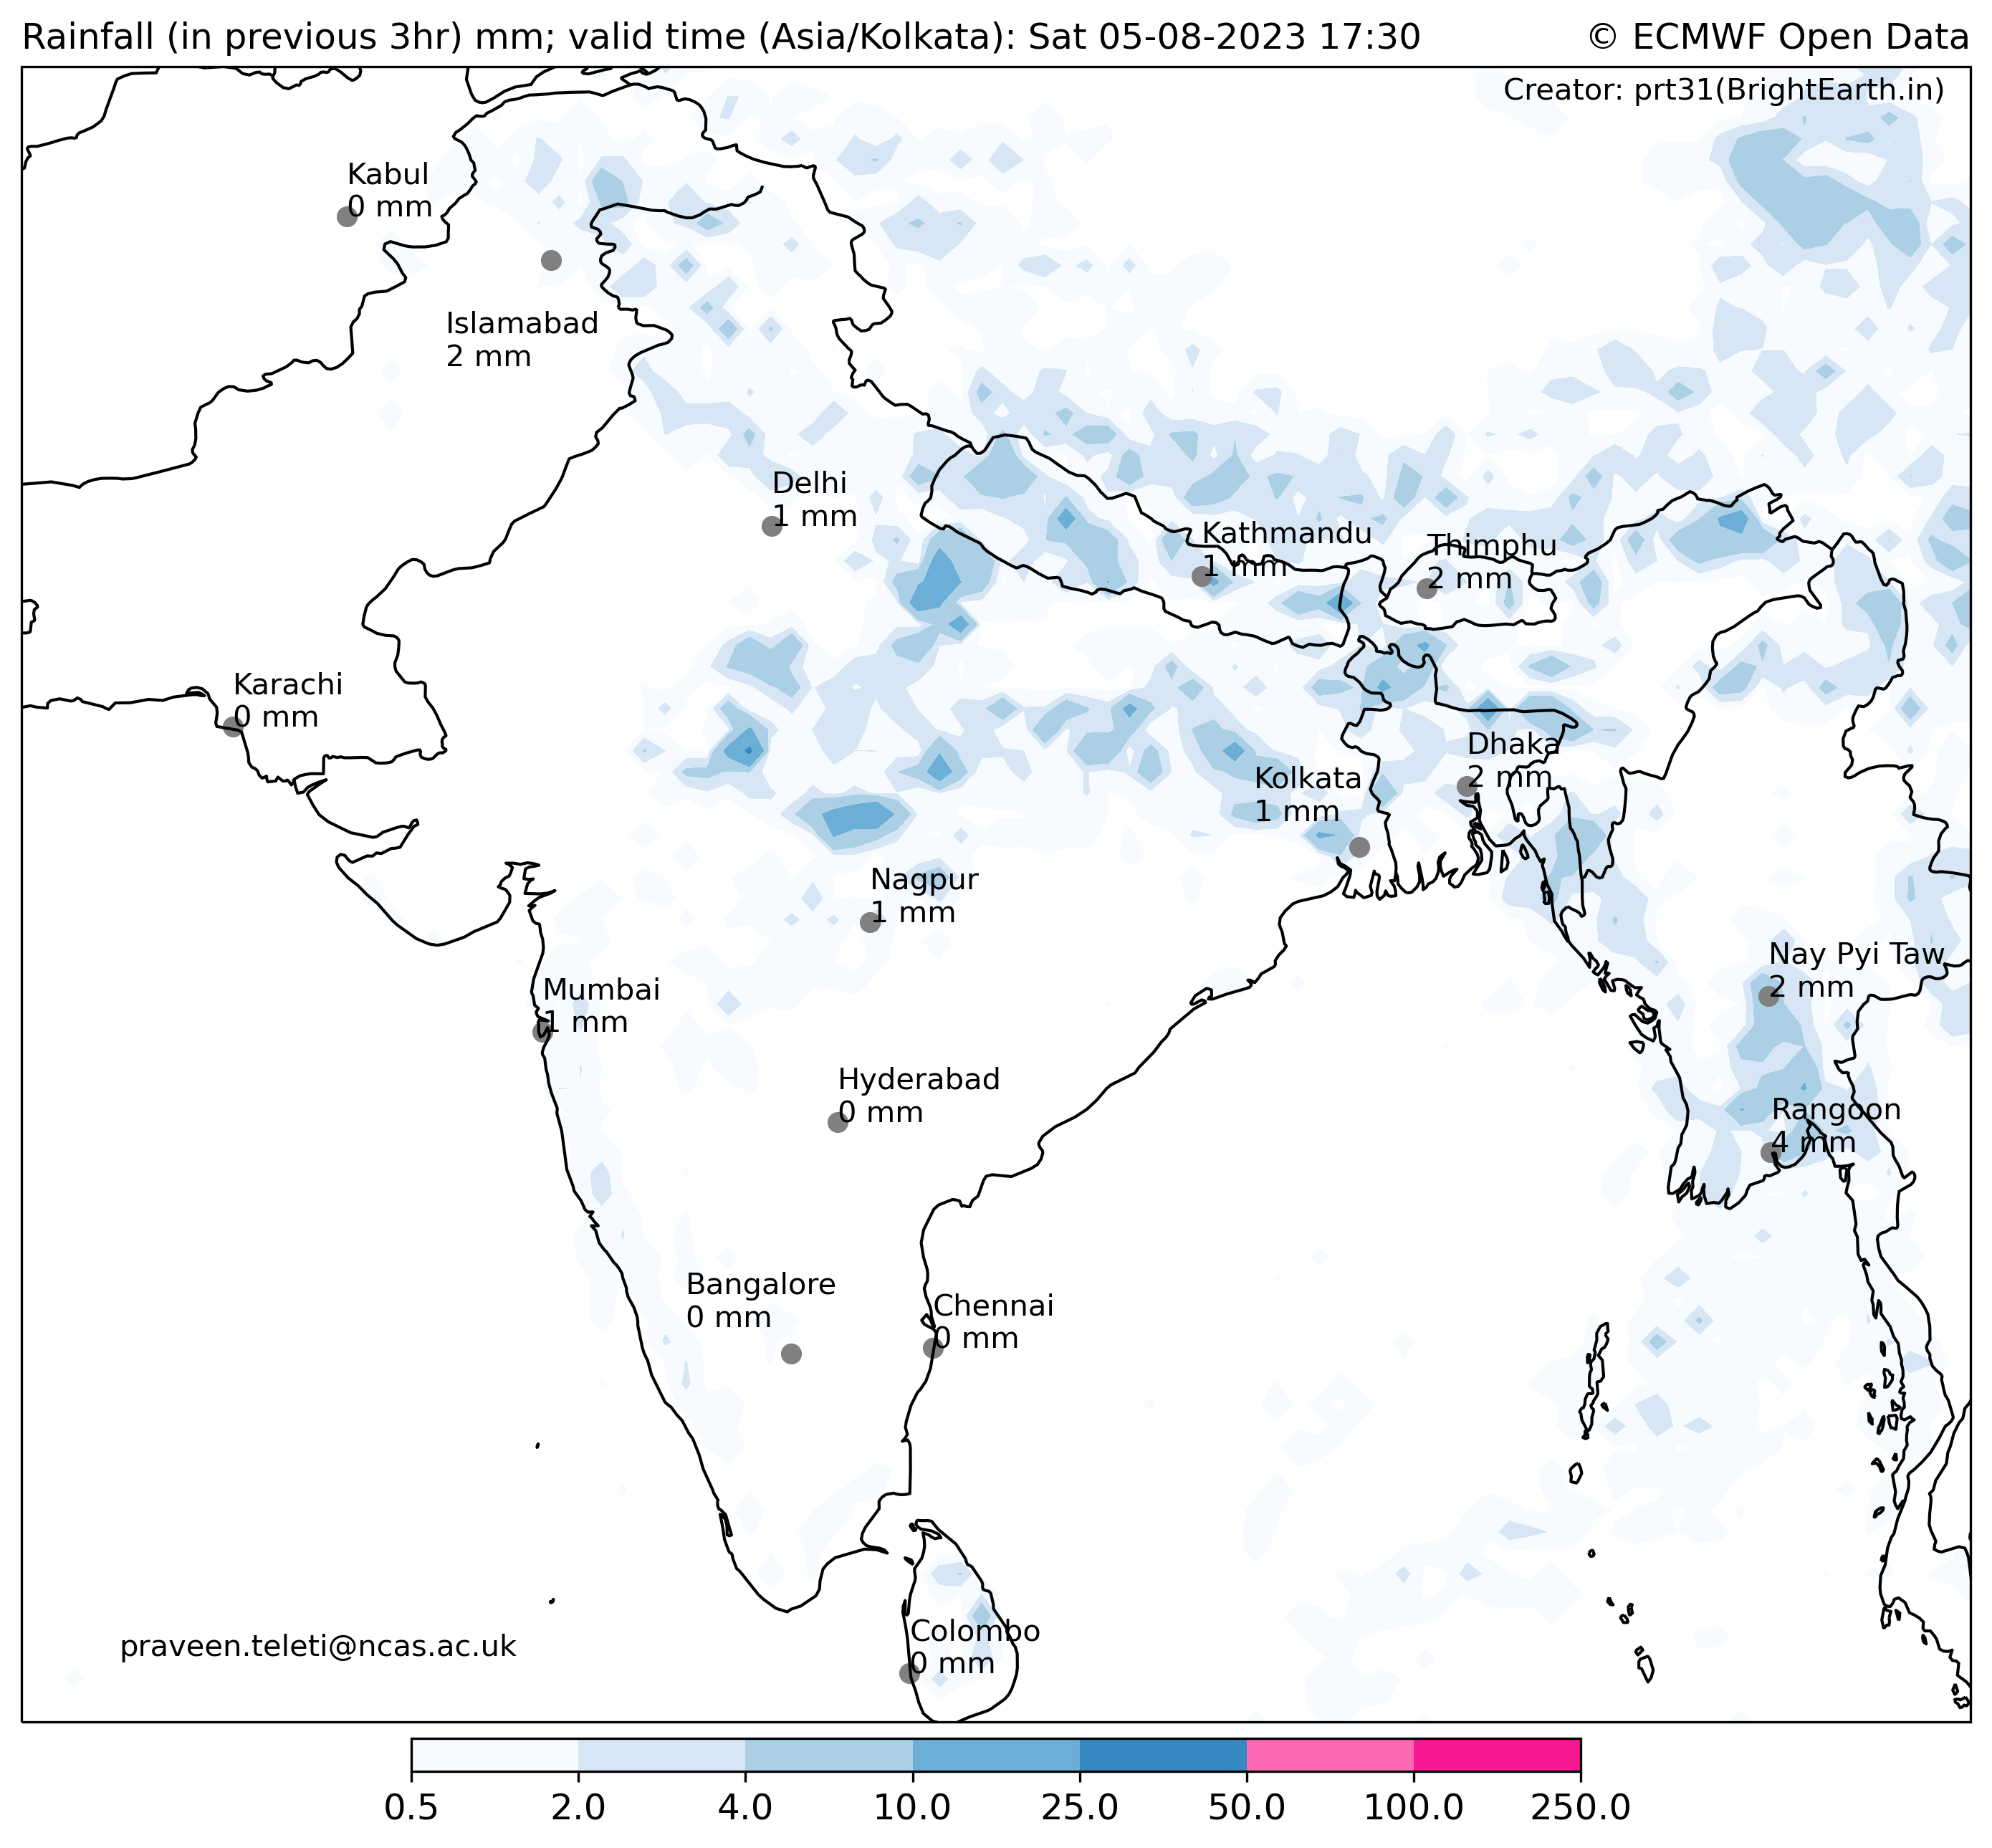 Rainfall (in previous 3hr) mm; valid time (Asia/Kolkata): Sat 05-08-2023 17:30
© ECMWF Open Data
Creator: prt31(BrightEarth.in)
Kabul
0 mm
Islamabad
2 mm
Delhi
1 mm
Kathmandu
1 mm
Thimphu
2 mm
Karachi
0 mm
Dhaka
2 mm
Kolkata
1 mm
Nagpur
1 mm
Nay Pyi Taw
2 mm
Mumbai
1 mm
Hyderabad
0 mm
Rangoon
4 mm
Bangalore
0 mm
Chennai
0 mm
Colombo
0 mm
praveen.teleti@ncas.ac.uk
0.5 2.0 4.0 10.0 25.0 50.0 100.0 250.0